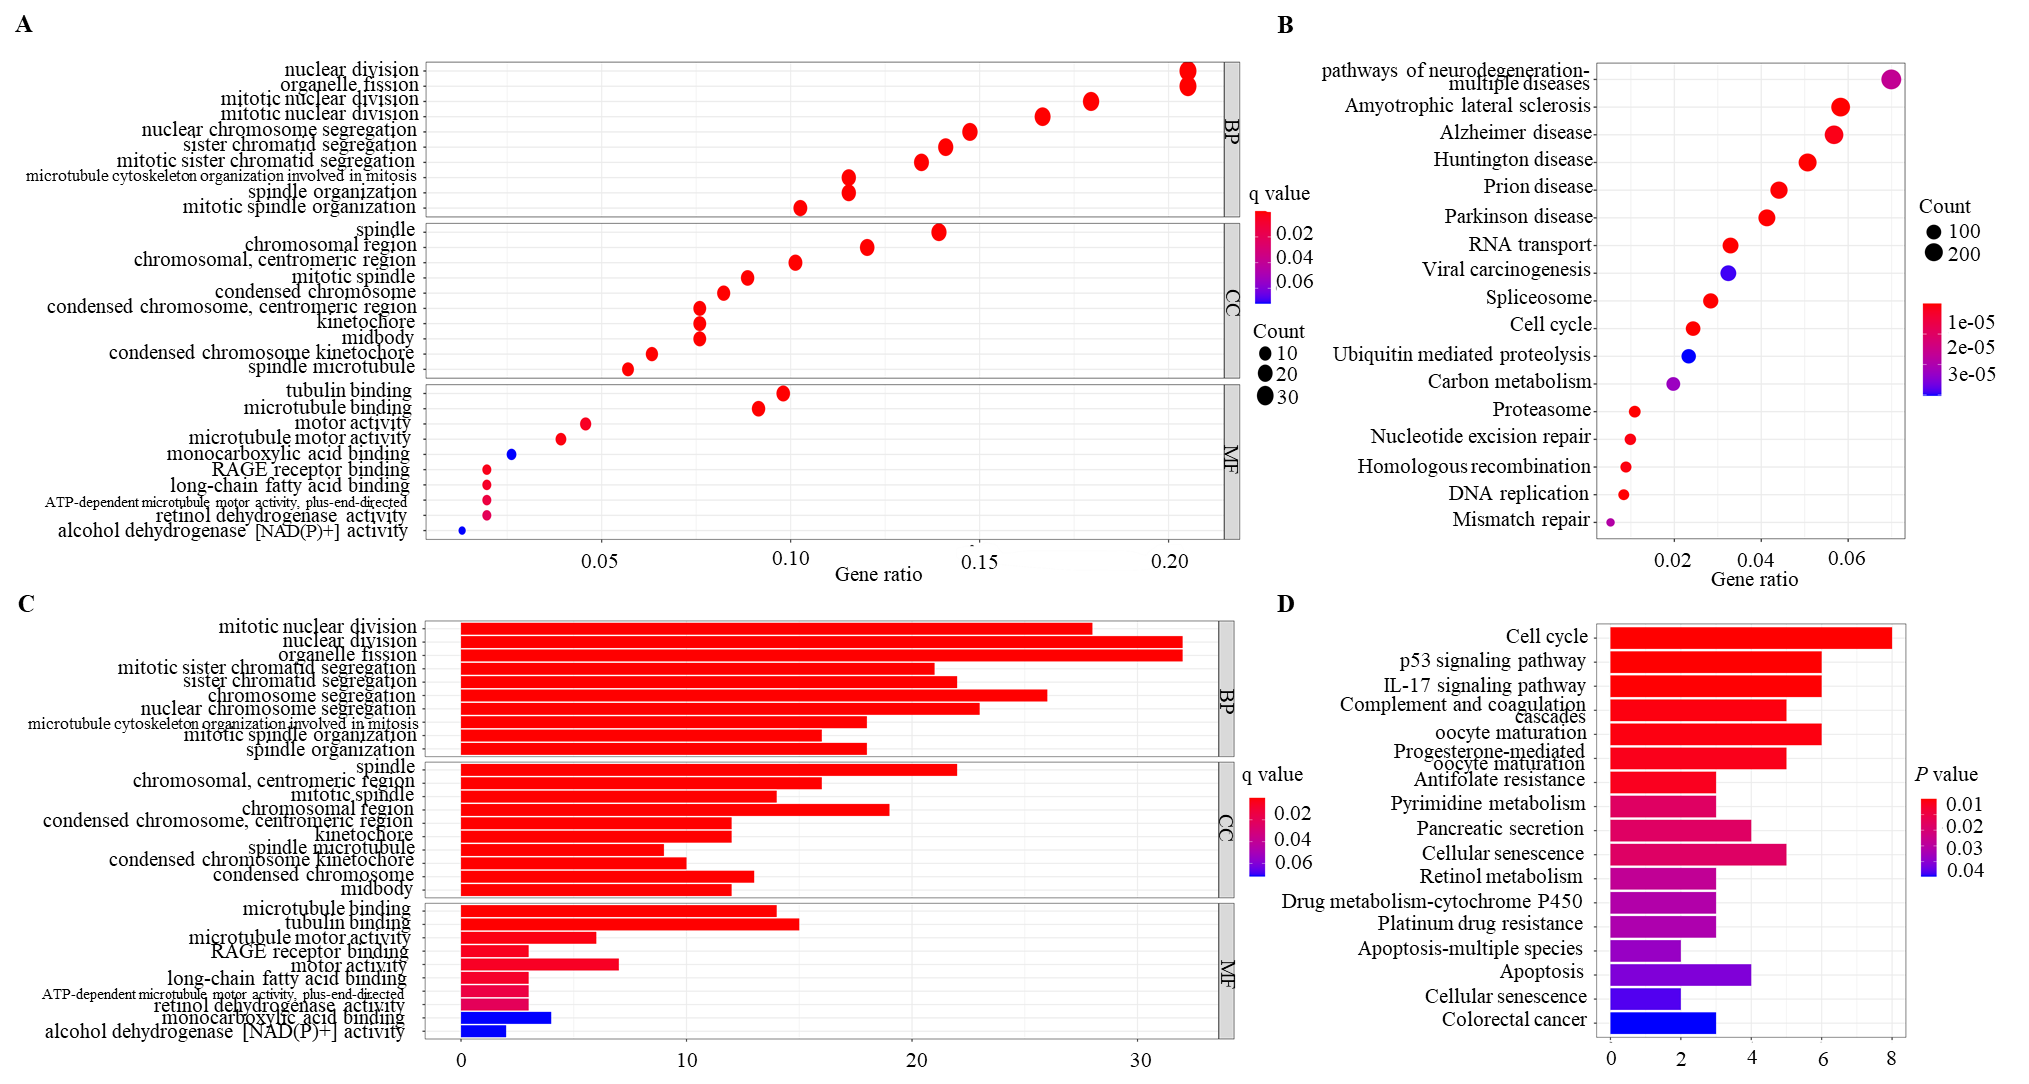 A
nuclear division
organelle fission
mitotic nuclear division
mitotic nuclear division
nuclear chromosome segregation
sister chromatid segregation
mitotic sister chromatid segregation
microtubule cytoskeleton organization involved in mitosis
spindle organization
mitotic spindle organization
BP
spindle
chromosomal region
chromosomal, centromeric region
mitotic spindle
condensed chromosome
condensed chromosome, centromeric region
kinetochore
midbody
condensed chromosome kinetochore
spindle microtubule
CC
tubulin binding
microtubule binding
motor activity
microtubule motor activity
monocarboxylic acid binding
RAGE receptor binding
long-chain fatty acid binding
ATP-dependent microtubule motor activity, plus-end-directed
retinol dehydrogenase activity
alcohol dehydrogenase [NAD(P)+] activity
MF
0.05
0.10
0.15
0.20
Gene ratio
q value
0.02
0.04
0.06
Count
10
20
30
B
pathways of neurodegeneration-
multiple diseases
Amyotrophic lateral sclerosis
Alzheimer disease
Huntington disease
Prion disease
Parkinson disease
RNA transport
Viral carcinogenesis
Spliceosome
Cell cycle
Ubiquitin mediated proteolysis
Carbon metabolism
Proteasome
Nucleotide excision repair
Homologous recombination
DNA replication
Mismatch repair
0.02
0.04
0.06
Gene ratio
Count
100
200
1e-05
2e-05
3e-05
C
mitotic nuclear division
nuclear division
organelle fission
mitotic sister chromatid segregation
sister chromatid segregation
chromosome segregation
nuclear chromosome segregation
microtubule cytoskeleton organization involved in mitosis
mitotic spindle organization
spindle organization
BP
spindle
chromosomal, centromeric region
mitotic spindle
chromosomal region
condensed chromosome, centromeric region
kinetochore
spindle microtubule
condensed chromosome kinetochore
condensed chromosome
midbody
CC
microtubule binding
tubulin binding
microtubule motor activity
RAGE receptor binding
motor activity
long-chain fatty acid binding
ATP-dependent microtubule motor activity, plus-end-directed
retinol dehydrogenase activity
monocarboxylic acid binding
alcohol dehydrogenase [NAD(P)+] activity
MF
0
10
20
30
q value
0.02
0.04
0.06
D
Cell cycle
p53 signaling pathway
IL-17 signaling pathway
Complement and coagulation
cascades
oocyte maturation
Progesterone-mediated
oocyte maturation
Antifolate resistance
Pyrimidine metabolism
Pancreatic secretion
Cellular senescence
Retinol metabolism
Drug metabolism-cytochrome P450
Platinum drug resistance
Apoptosis-multiple species
Apoptosis
Cellular senescence
Colorectal cancer
0
2
4
6
8
P value
0.01
0.02
0.03
0.04